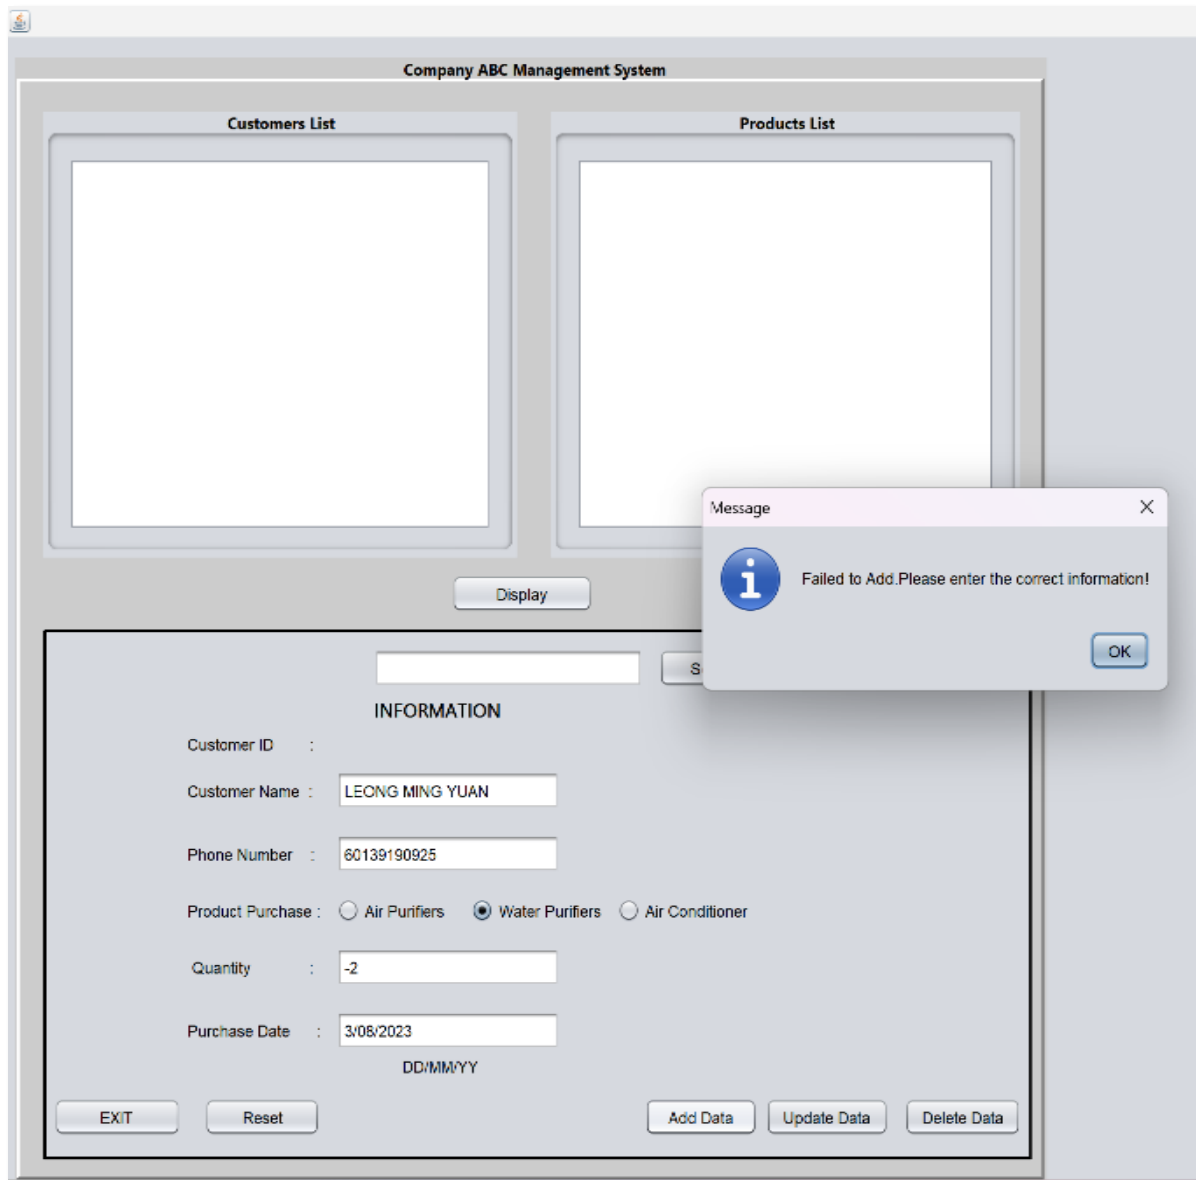 Company ABC Management System
Customers List
Products List
Message
Failed to Add.Please enter the correct information!
OK
Display
INFORMATION
Customer ID :
Customer Name : LEONG MING YUAN
Phone Number : 60139190925
Product Purchase : Air Purifiers Water Purifiers Air Conditioner
Quantity : -2
Purchase Date : 3/08/2023
DD/MM/YY
EXIT Reset Add Data Update Data Delete Data